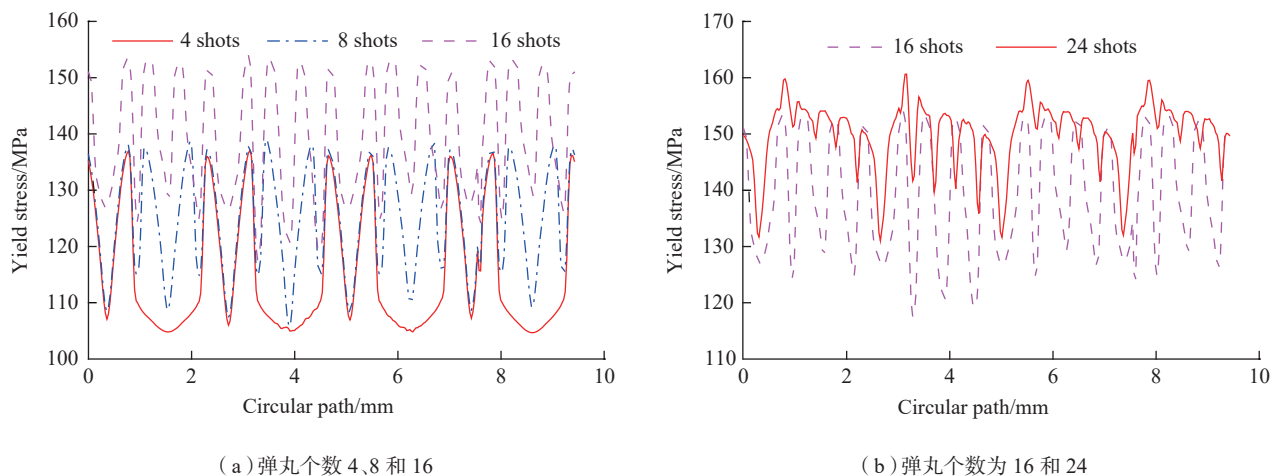 160
150
140
130
120
110
100
Yield stress/MPa
4 shots
8 shots
16 shots
0
2
4
6
8
10
Circular path/mm
(a)弹丸个数 4、8 和 16
170
160
150
140
130
120
110
Yield stress/MPa
16 shots
24 shots
0
2
4
6
8
10
Circular path/mm
(b)弹丸个数为 16 和 24